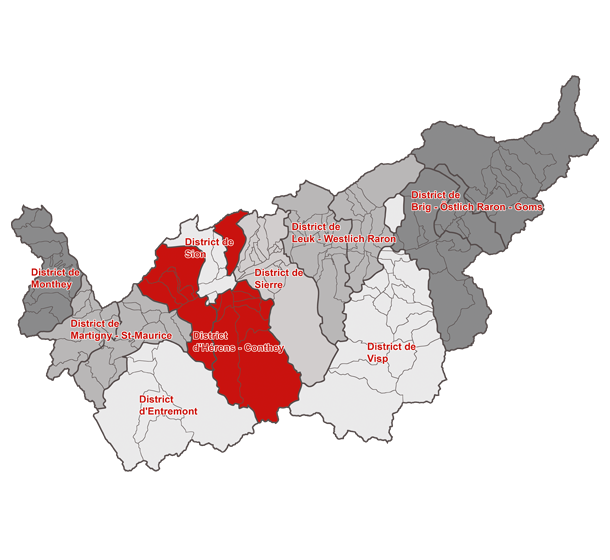 District de
Brig - Östlich Raron - Goms
District de
Leuk - Westlich Raron
District de
Sion
District de
Sierre
District de
Monthey
District de
Martigny - St-Maurice
District
d'Hérens - Conthey
District de
Visp
District
d'Entremont